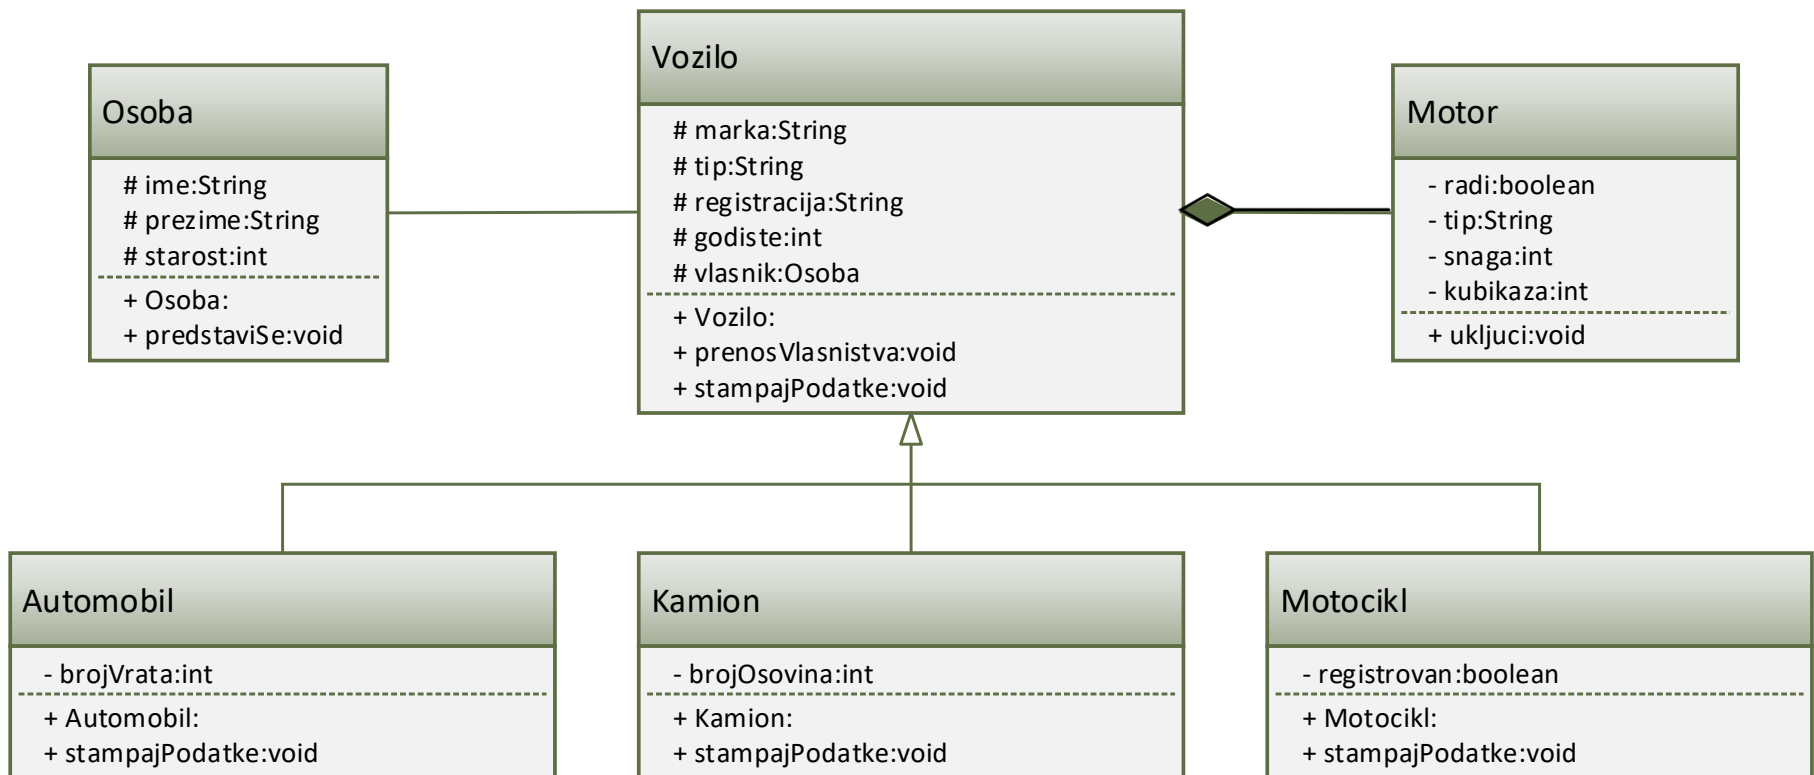 Osoba
# ime:String
# prezime:String
# starost:int
+ Osoba:
+ predstaviSe:void
Vozilo
# marka:String
# tip:String
# registracija:String
# godiste:int
# vlasnik:Osoba
+ Vozilo:
+ prenosVlasnistva:void
+ stampajPodatke:void
Motor
- radi:boolean
- tip:String
- snaga:int
- kubikaza:int
+ ukljuci:void
Automobil
- brojVrata:int
+ Automobil:
+ stampajPodatke:void
Kamion
- brojOsovina:int
+ Kamion:
+ stampajPodatke:void
Motocikl
- registrovan:boolean
+ Motocikl:
+ stampajPodatke:void